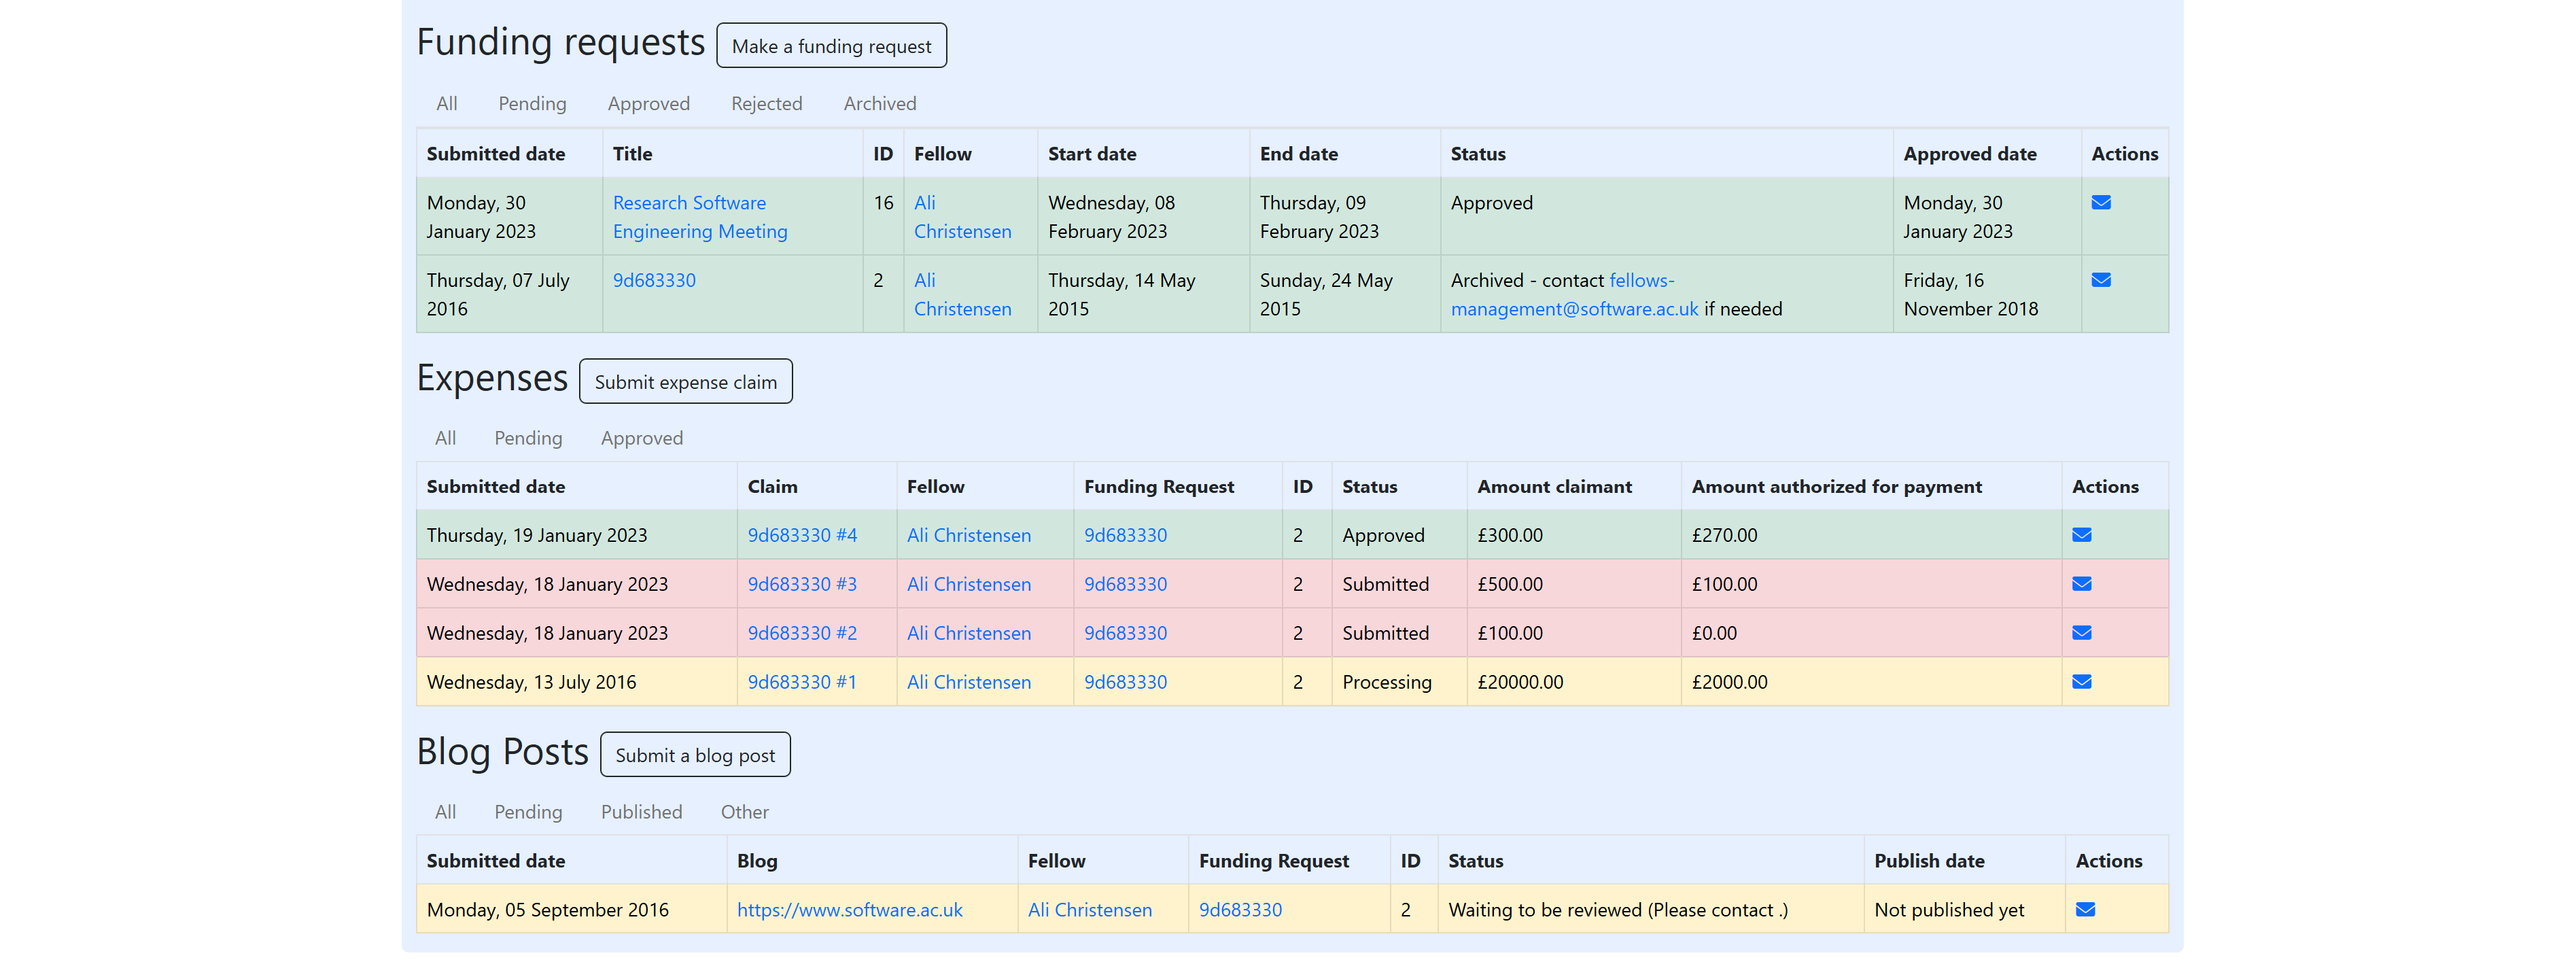 Funding requests Make a funding request
All Pending Approved Rejected Archived
Submitted date Title ID Fellow Start date End date Status Approved date Actions
Monday, 30 Research Software 16 Ali Wednesday, 08 Thursday, 09 Approved Monday, 30
January 2023 Engineering Meeting Christensen February 2023 February 2023 January 2023
Thursday, 07 July 9d683330 2 Ali Thursday, 14 May Sunday, 24 May Archived - contact fellows- Friday, 16
2016 Christensen 2015 2015 management@software.ac.uk if needed November 2018
Expenses Submit expense claim
All Pending Approved
Submitted date Claim Fellow Funding Request ID Status Amount claimant Amount authorized for payment Actions
Thursday, 19 January 2023 9d683330 #4 Ali Christensen 9d683330 2 Approved £300.00 £270.00
Wednesday, 18 January 2023 9d683330 #3 Ali Christensen 9d683330 2 Submitted £500.00 £100.00
Wednesday, 18 January 2023 9d683330 #2 Ali Christensen 9d683330 2 Submitted £100.00 £0.00
Wednesday, 13 July 2016 9d683330 #1 Ali Christensen 9d683330 2 Processing £20000.00 £2000.00
Blog Posts Submit a blog post
All Pending Published Other
Submitted date Blog Fellow Funding Request ID Status Publish date Actions
Monday, 05 September 2016 https://www.software.ac.uk Ali Christensen 9d683330 2 Waiting to be reviewed (Please contact .) Not published yet